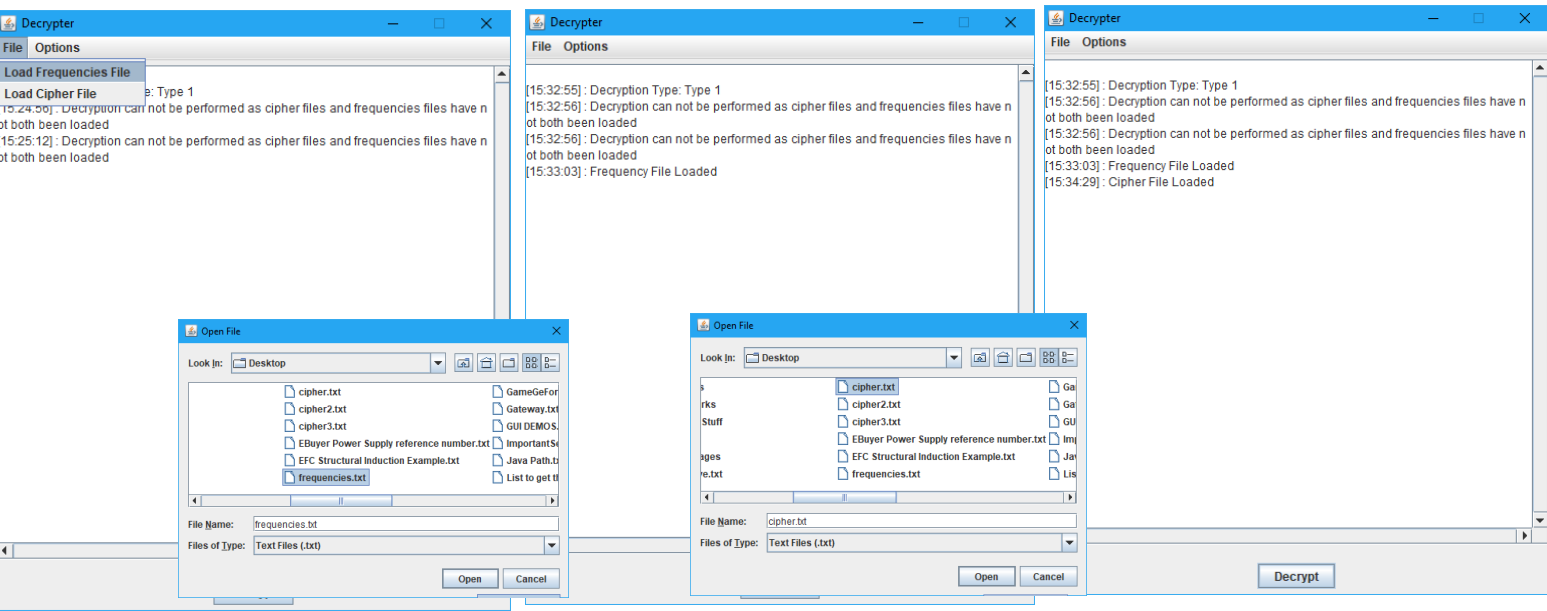 Decrypter
File Options
Load Frequencies File
Load Cipher File
e: Type 1
[15:24:56] : Decryption can not be performed as cipher files and frequencies files have n
ot both been loaded
[15:25:12] : Decryption can not be performed as cipher files and frequencies files have n
ot both been loaded
Open File
Look In: Desktop
cipher.txt
cipher2.txt
cipher3.txt
EBuyer Power Supply reference number.txt
EFC Structural Induction Example.txt
frequencies.txt
GameGeFor
Gateway.txt
GUI DEMOS.
ImportantSe
Java Path.t
List to get t
File Name: frequencies.txt
Files of Type: Text Files (.txt)
Open Cancel
Decrypter
File Options
[15:32:55] : Decryption Type: Type 1
[15:32:56] : Decryption can not be performed as cipher files and frequencies files have n
ot both been loaded
[15:32:56] : Decryption can not be performed as cipher files and frequencies files have n
ot both been loaded
[15:33:03] : Frequency File Loaded
Open File
Look In: Desktop
s
rks
Stuff
ages
e.txt
cipher.txt
cipher2.txt
cipher3.txt
EBuyer Power Supply reference number.txt
EFC Structural Induction Example.txt
frequencies.txt
Ga
Ga
GU
Im
Ja
Lis
File Name: cipher.txt
Files of Type: Text Files (.txt)
Open Cancel
Decrypter
File Options
[15:32:55] : Decryption Type: Type 1
[15:32:56] : Decryption can not be performed as cipher files and frequencies files have n
ot both been loaded
[15:32:56] : Decryption can not be performed as cipher files and frequencies files have n
ot both been loaded
[15:33:03] : Frequency File Loaded
[15:34:29] : Cipher File Loaded
Decrypt